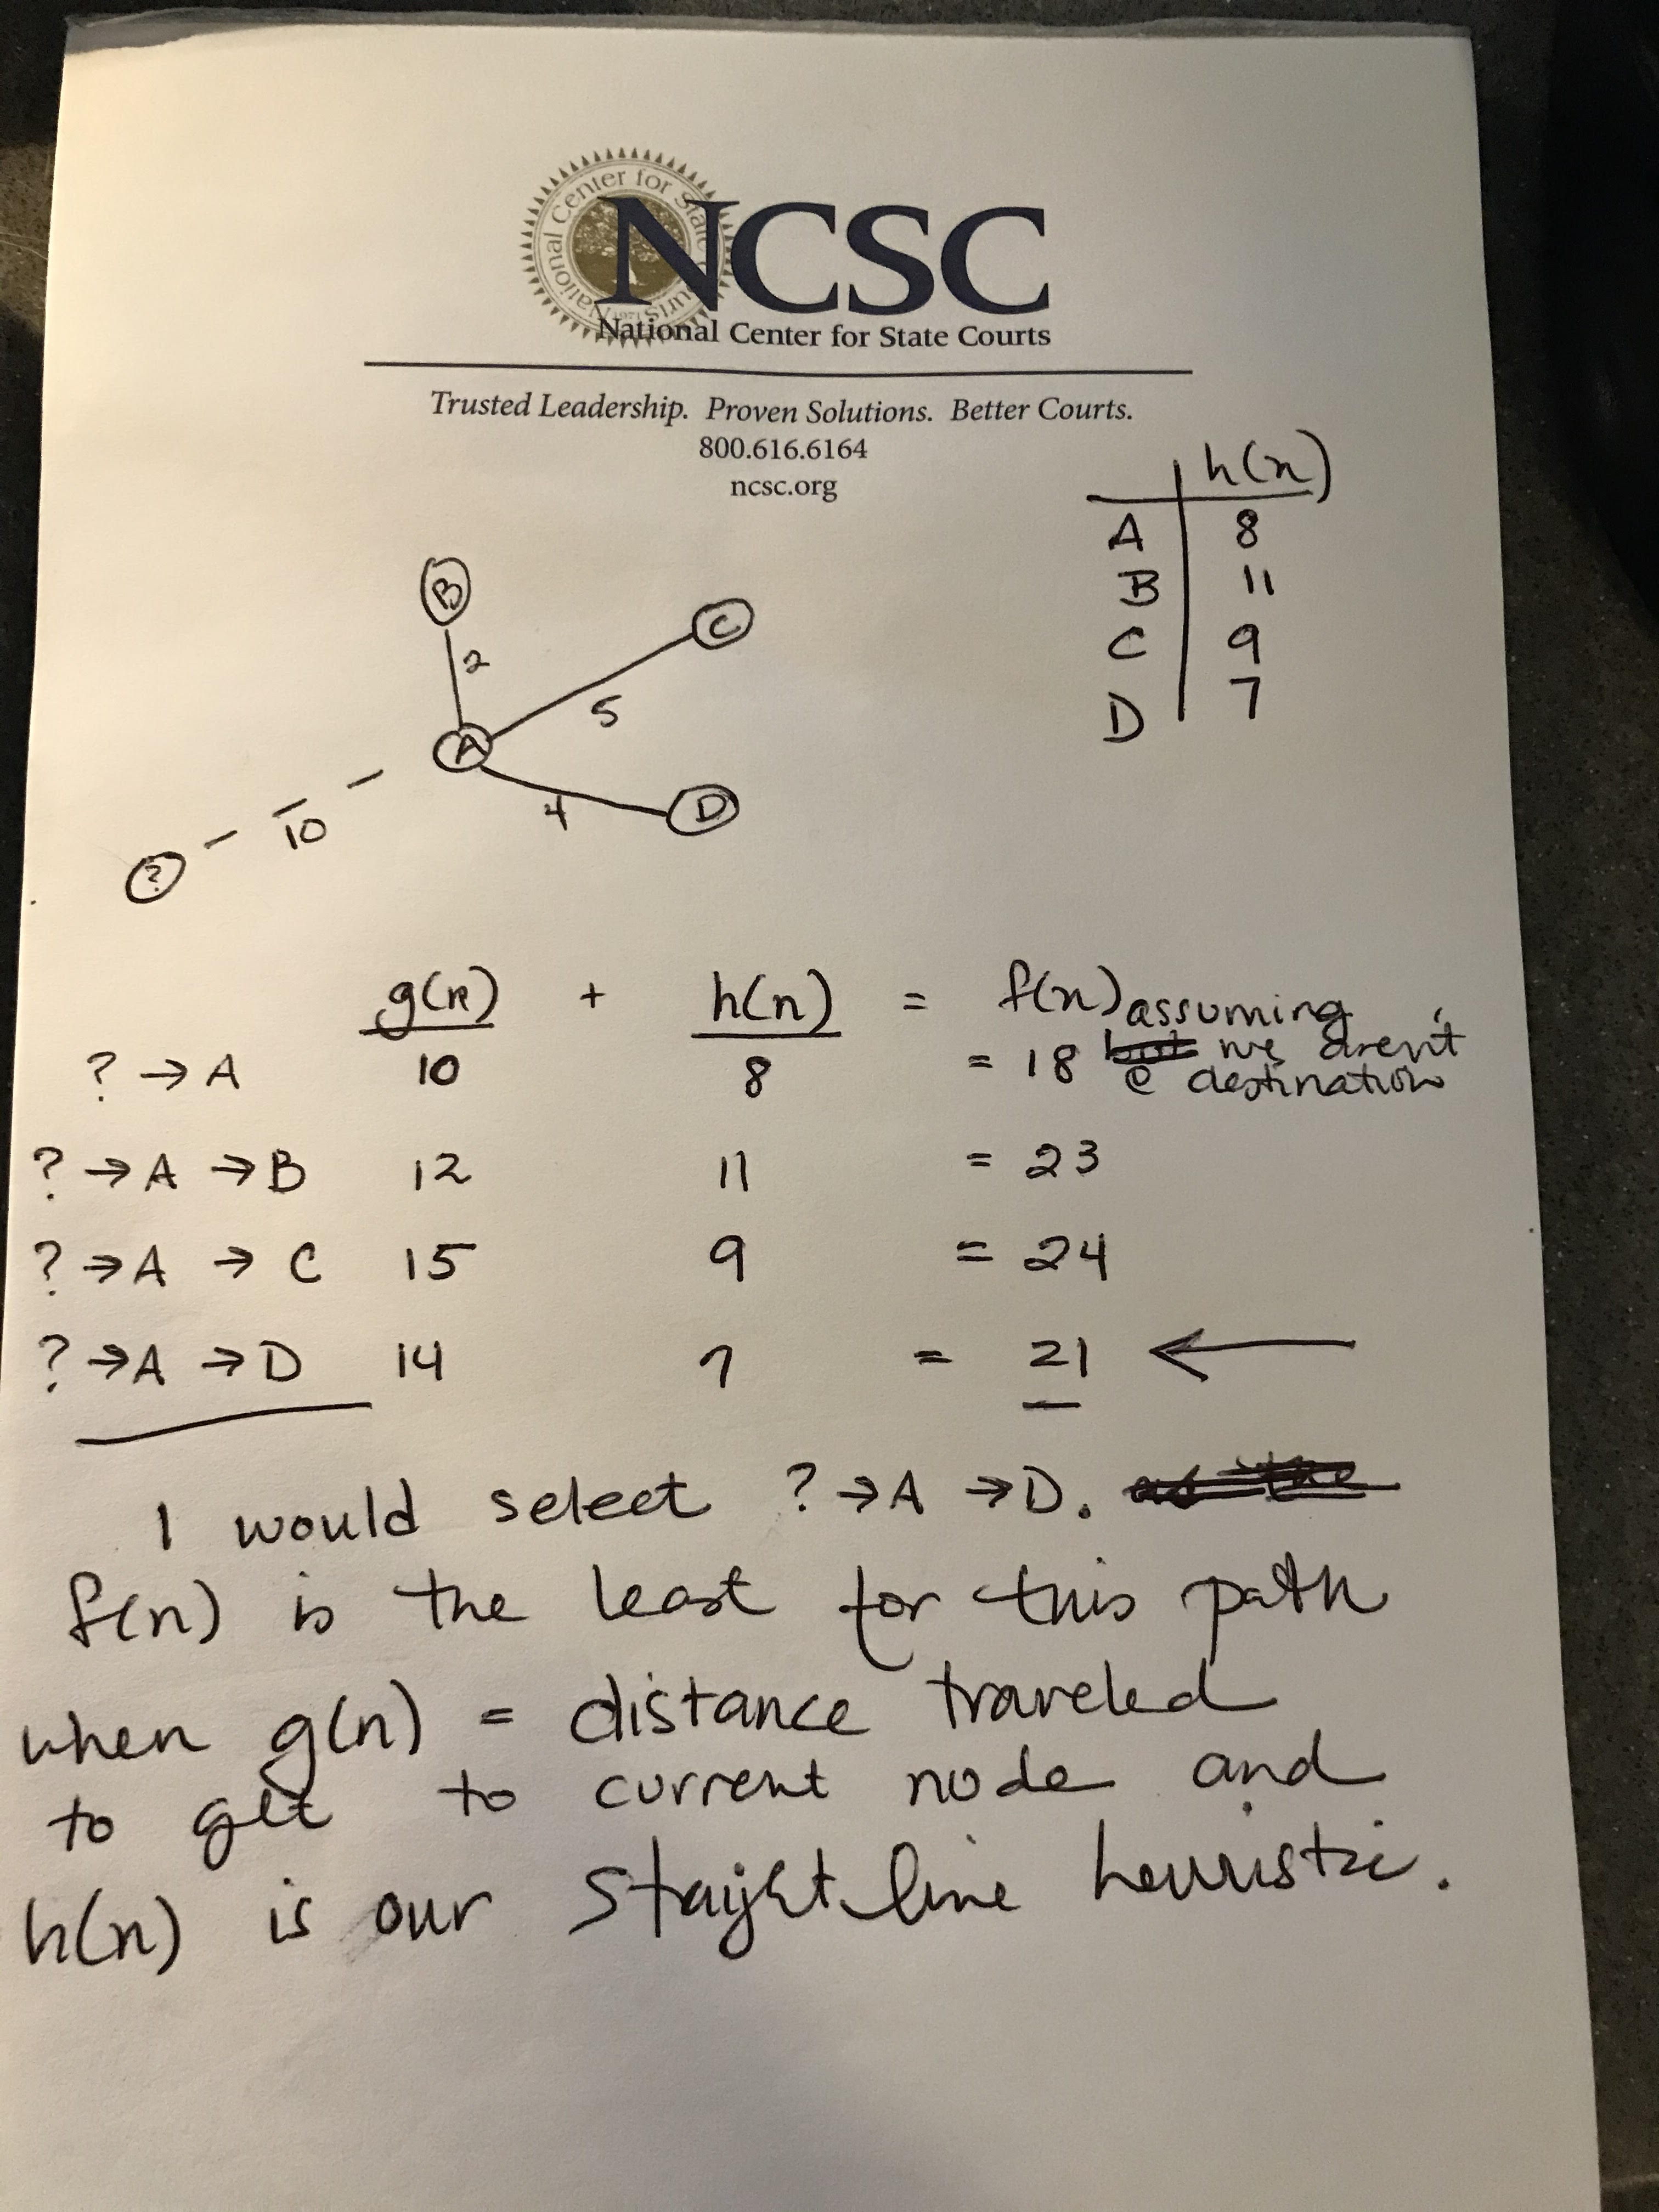 National Center for State Courts
1971
NCSC
National Center for State Courts
Trusted Leadership. Proven Solutions. Better Courts.
800.616.6164
ncsc.org
h(n)
A 8
B 11
C 9
D 7
B
2
C
5
A
4
D
10
?
g(n) + h(n) = f(n)
? → A 10 8 = 18 assuming we aren't @ destination
? → A → B 12 11 = 23
? → A → C 15 9 = 24
? → A → D 14 7 = 21 ←
I would select ? → A → D.
f(n) is the least for this path
when g(n) = distance traveled
to get to current node and
h(n) is our staight line heuristic.